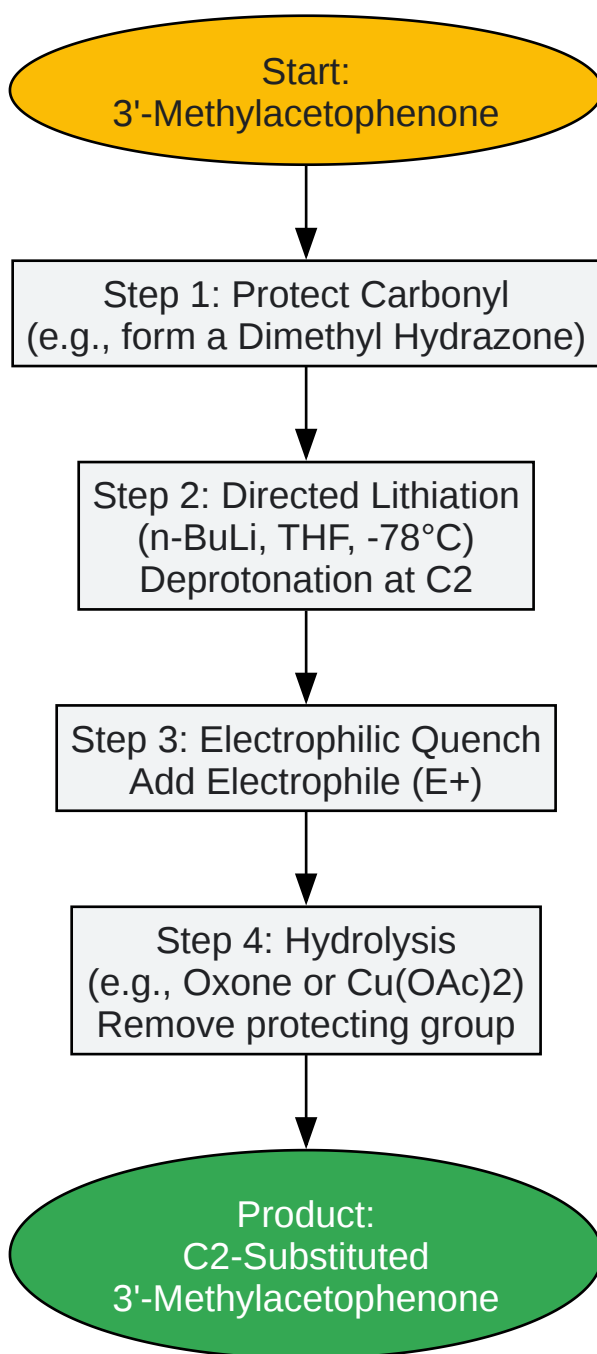 Start:
3'-Methylacetophenone
Step 1: Protect Carbonyl
(e.g., form a Dimethyl Hydrazone)
Step 2: Directed Lithiation
(n-BuLi, THF, -78°C)
Deprotonation at C2
Step 3: Electrophilic Quench
Add Electrophile (E+)
Step 4: Hydrolysis
(e.g., Oxone or Cu(OAc)2)
Remove protecting group
Product:
C2-Substituted
3'-Methylacetophenone